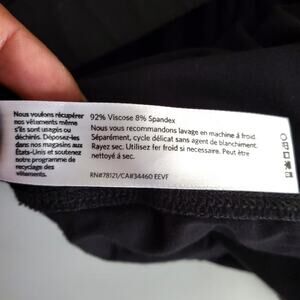 Nous voulons récupérer
nos vêtements même
s'ils sont usagés ou
déchirés. Déposez-les
dans nos magasins aux
États-Unis et soutenez
notre programme de
recyclage des
vêtements.
92% Viscose 8% Spandex
Nous vous recommandons lavage en machine à froid.
Séparément, cycle délicat sans agent de blanchiment.
Rayez sec. Utilisez fer froid si necessaire. Peut être
nettoyé à sec.
RN#78121/CA#34460 EEVF